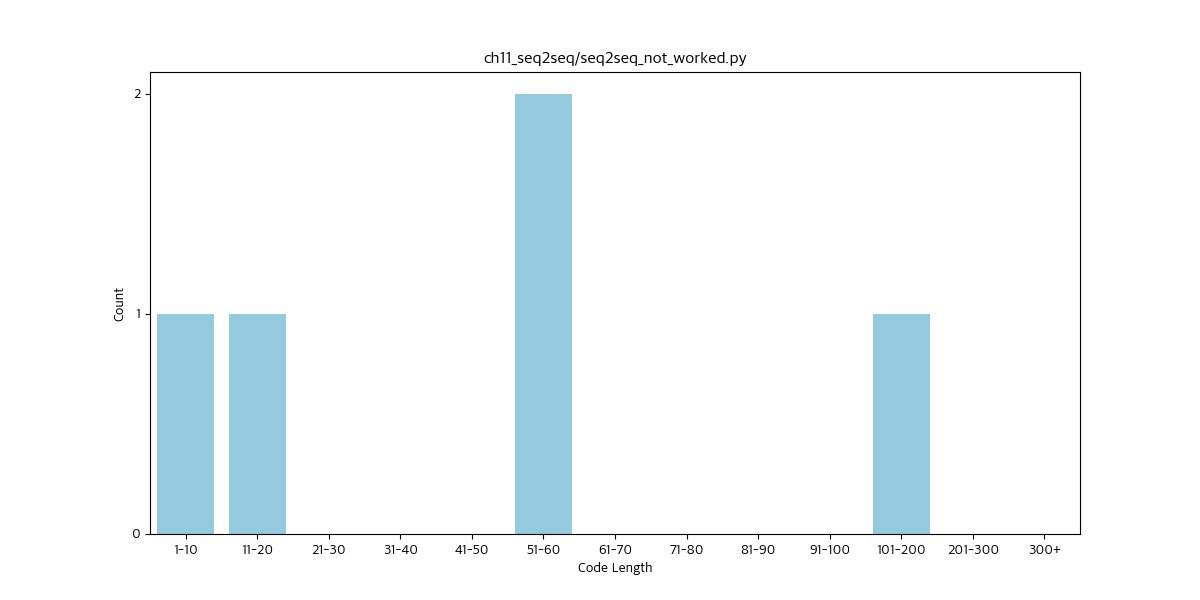 ch11_seq2seq/seq2seq_not_worked.py
Count
2
1
0
1-10 11-20 21-30 31-40 41-50 51-60 61-70 71-80 81-90 91-100 101-200 201-300 300+
Code Length